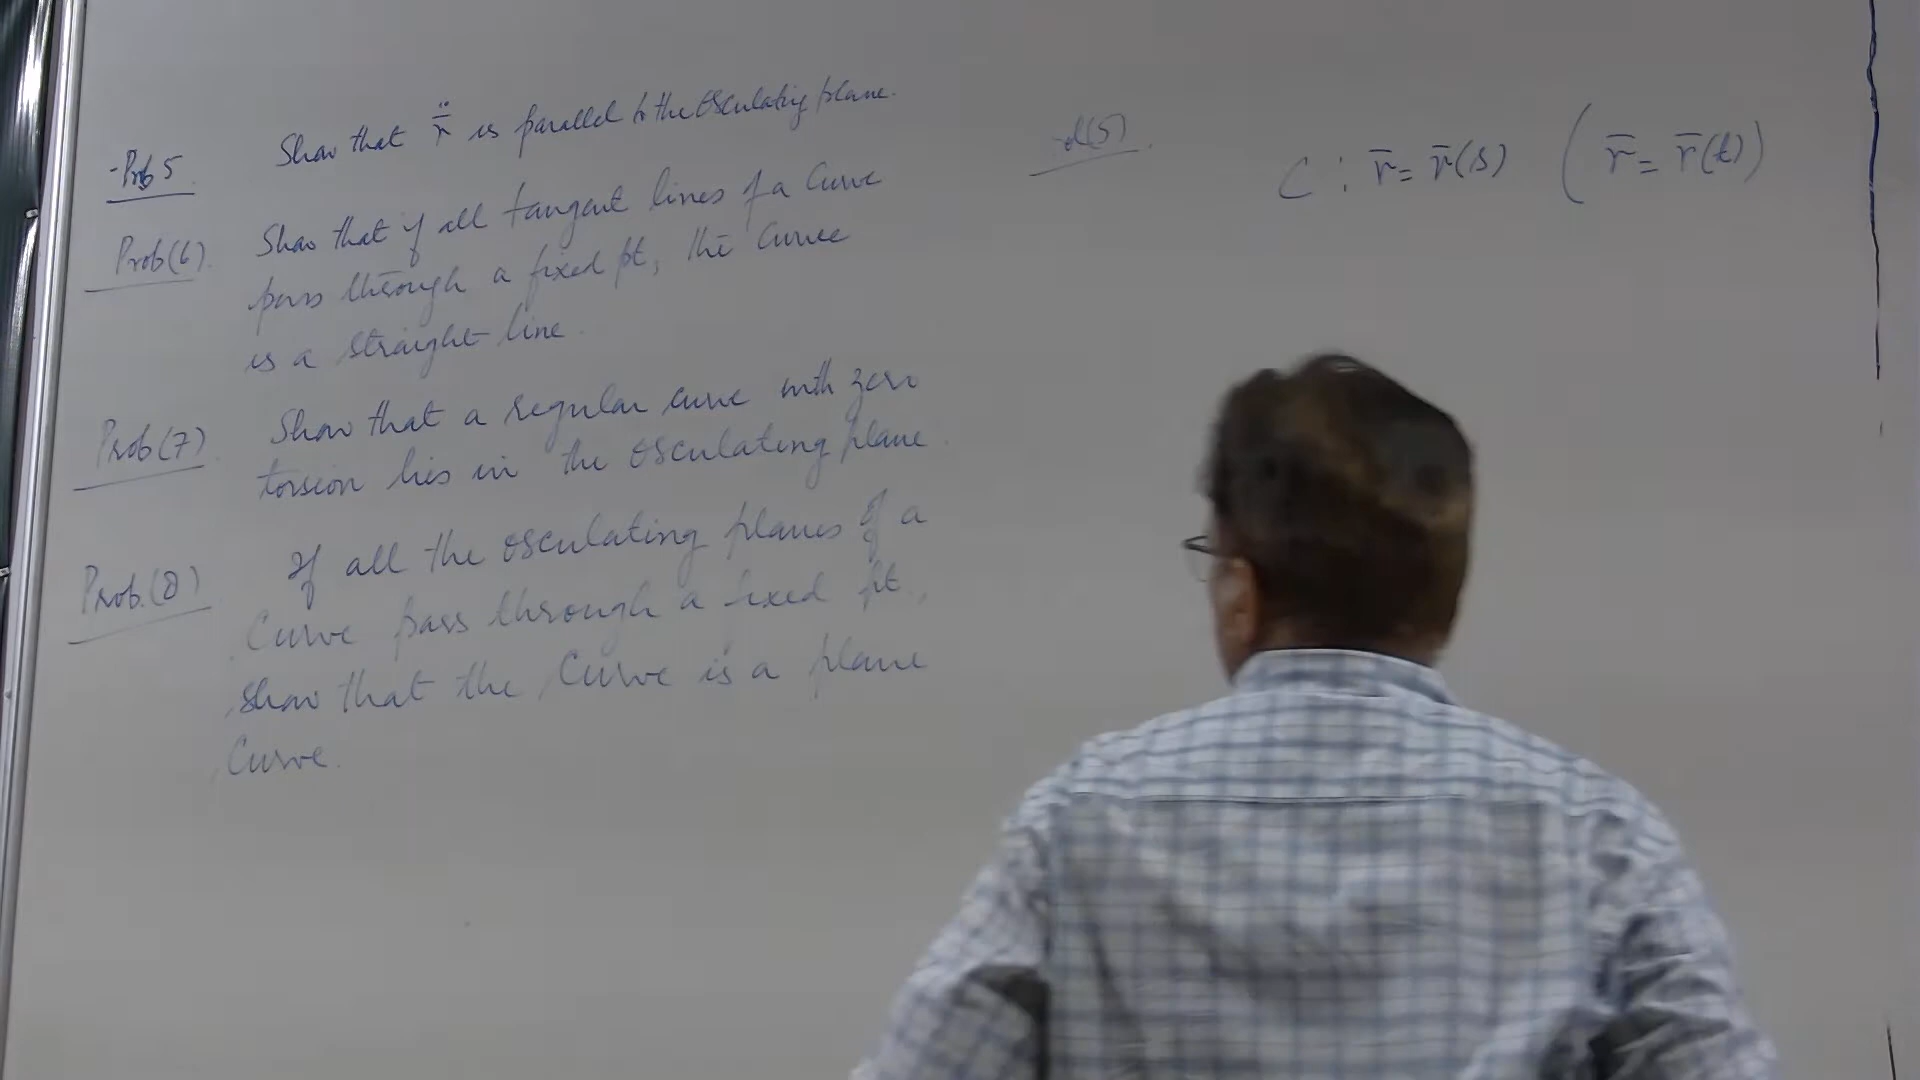 Prob 5 Show that r̈ is parallel to the osculating plane.
Prob(6). Show that if all tangent lines of a curve
pass through a fixed pt, the curve
is a straight line.
Prob(7) Show that a regular curve with zero
torsion lies in the osculating plane.
Prob.(8) If all the osculating planes of a
Curve pass through a fixed pt,
show that the Curve is a plane
Curve.
(5).
C : r̄ = r̄(s) ( r̄ = r̄(t) )